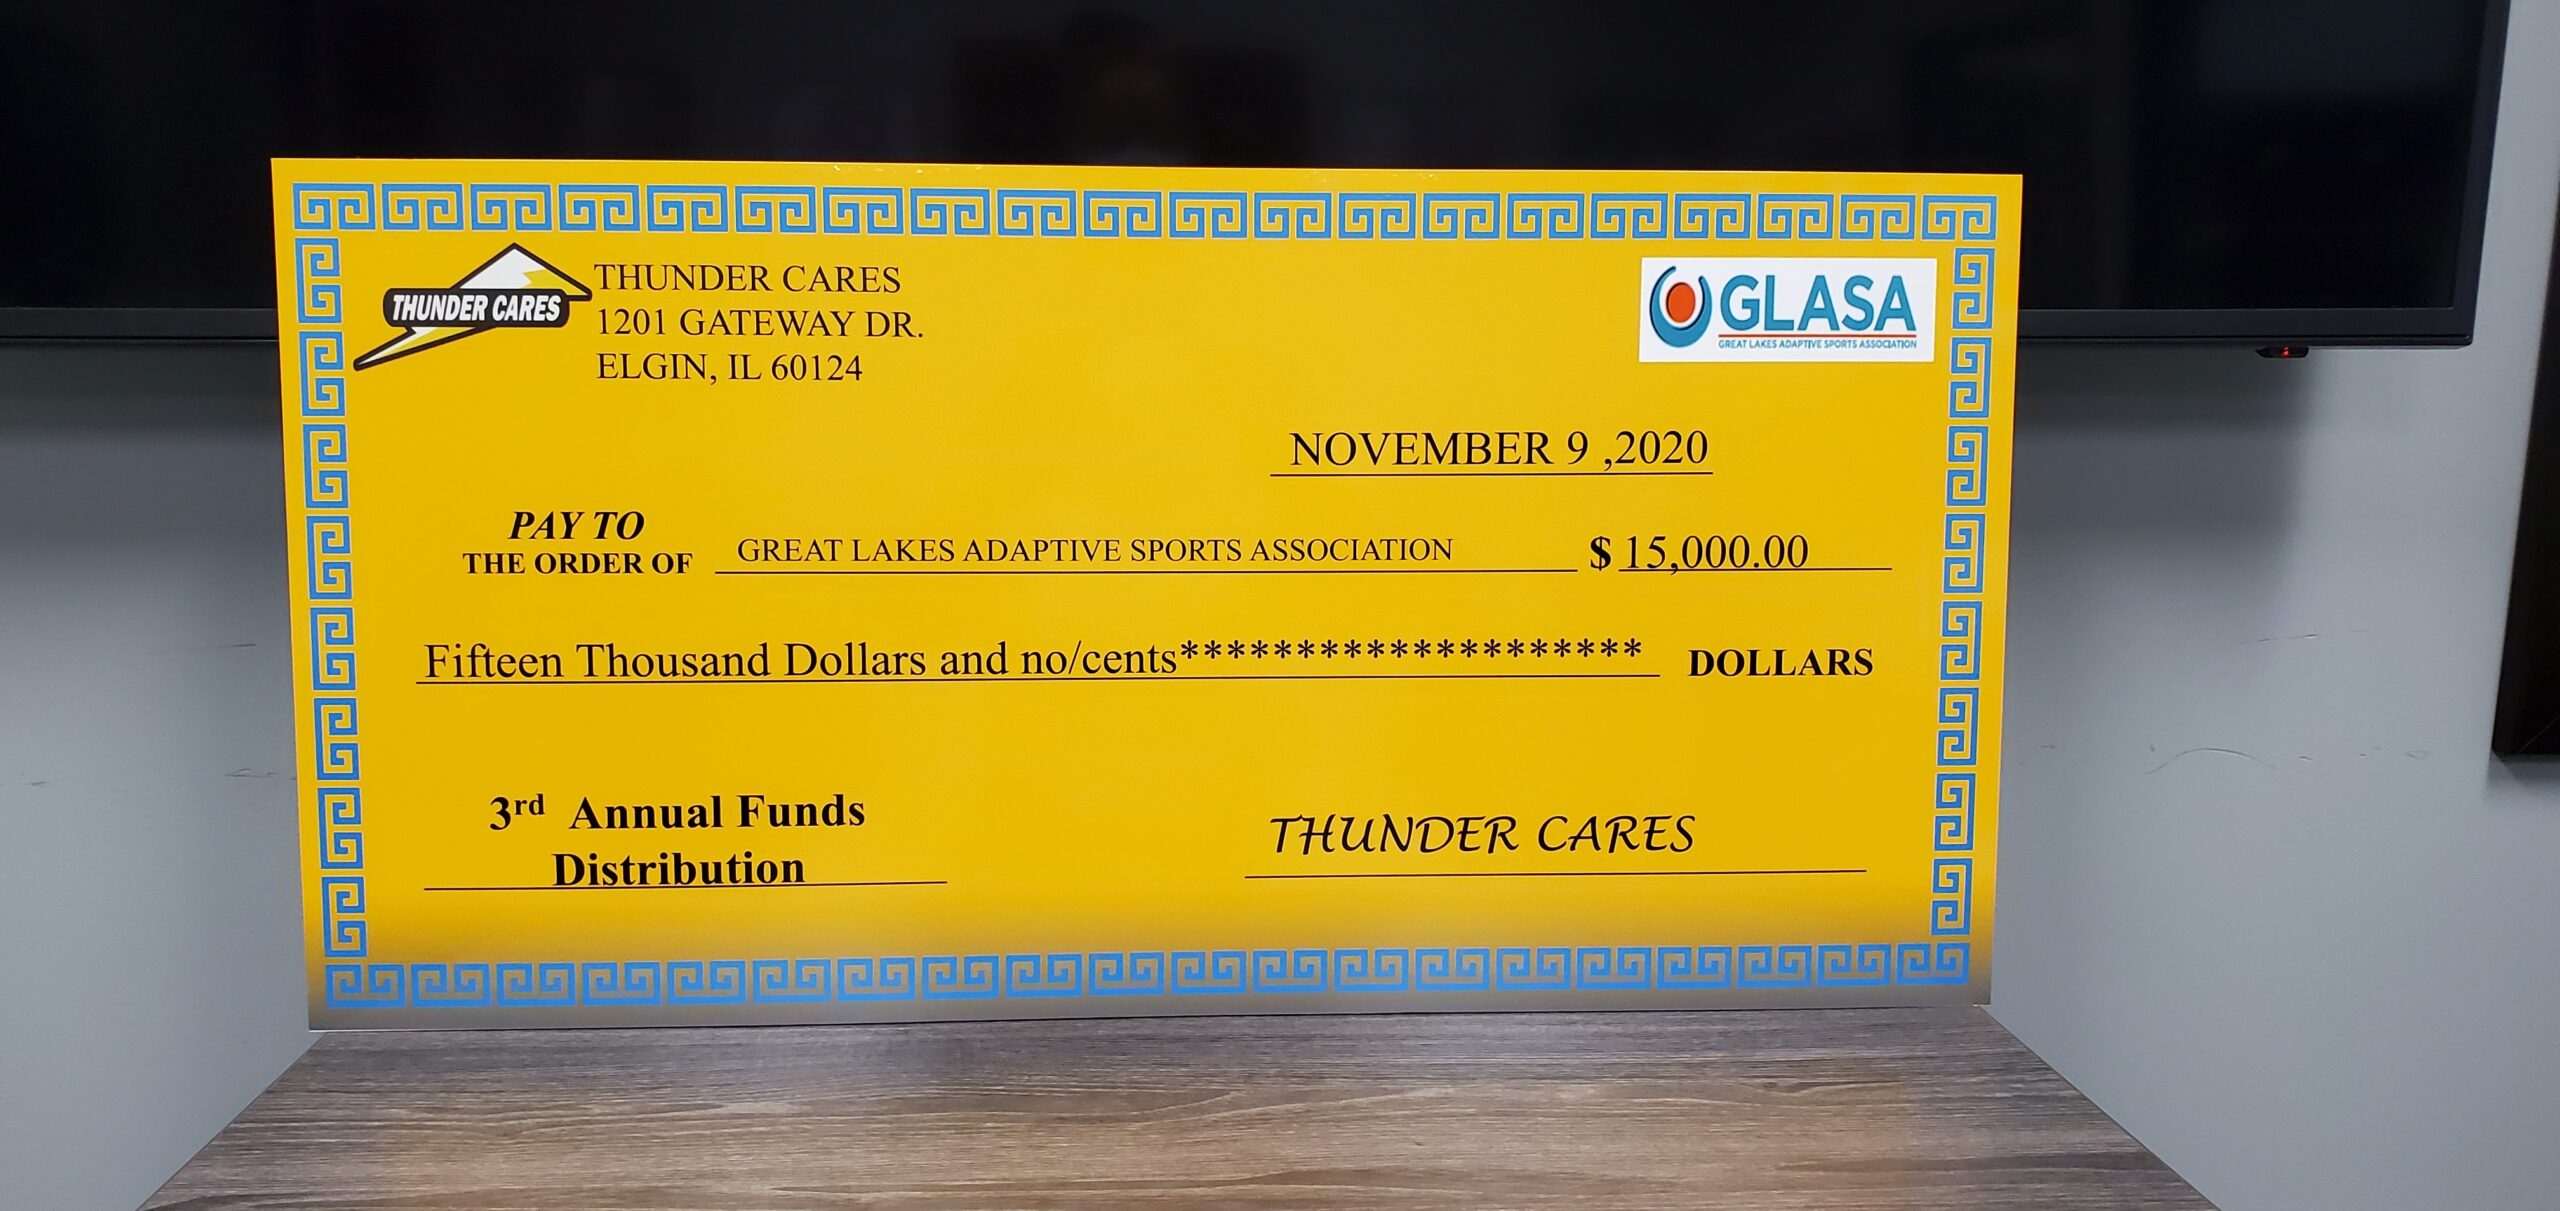 THUNDER CARES
THUNDER CARES
1201 GATEWAY DR.
ELGIN, IL 60124
GLASA
GREAT LAKES ADAPTIVE SPORTS ASSOCIATION
NOVEMBER 9 ,2020
PAY TO
THE ORDER OF
GREAT LAKES ADAPTIVE SPORTS ASSOCIATION
$ 15,000.00
Fifteen Thousand Dollars and no/cents******************** DOLLARS
3rd Annual Funds
Distribution
THUNDER CARES